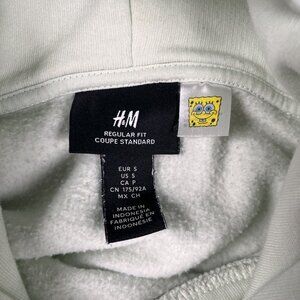 H&M
REGULAR FIT
COUPE STANDARD
EUR S
US S
CA P
CN 175/92A
MX CH
MADE IN
INDONESIA
FABRIQUÉ EN
INDONÉSIE